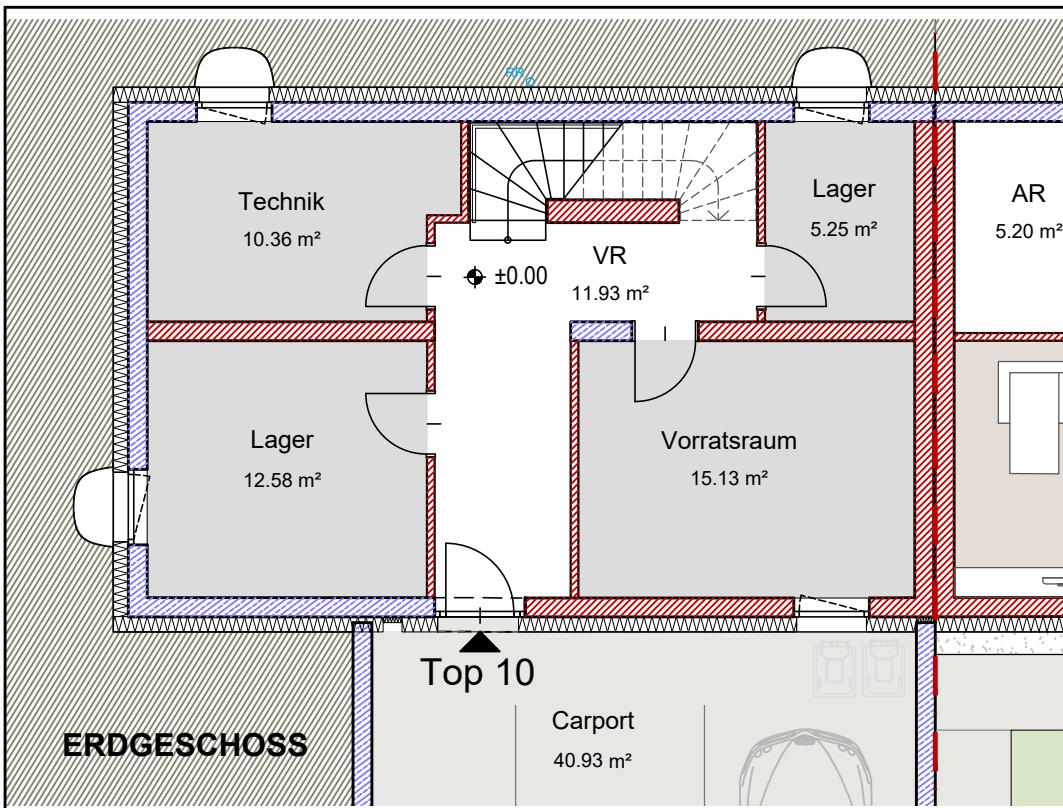 RR
Technik
10.36 m²
Lager
5.25 m²
AR
5.20 m²
VR
11.93 m²
±0.00
Lager
12.58 m²
Vorratsraum
15.13 m²
Top 10
Carport
40.93 m²
ERDGESCHOSS